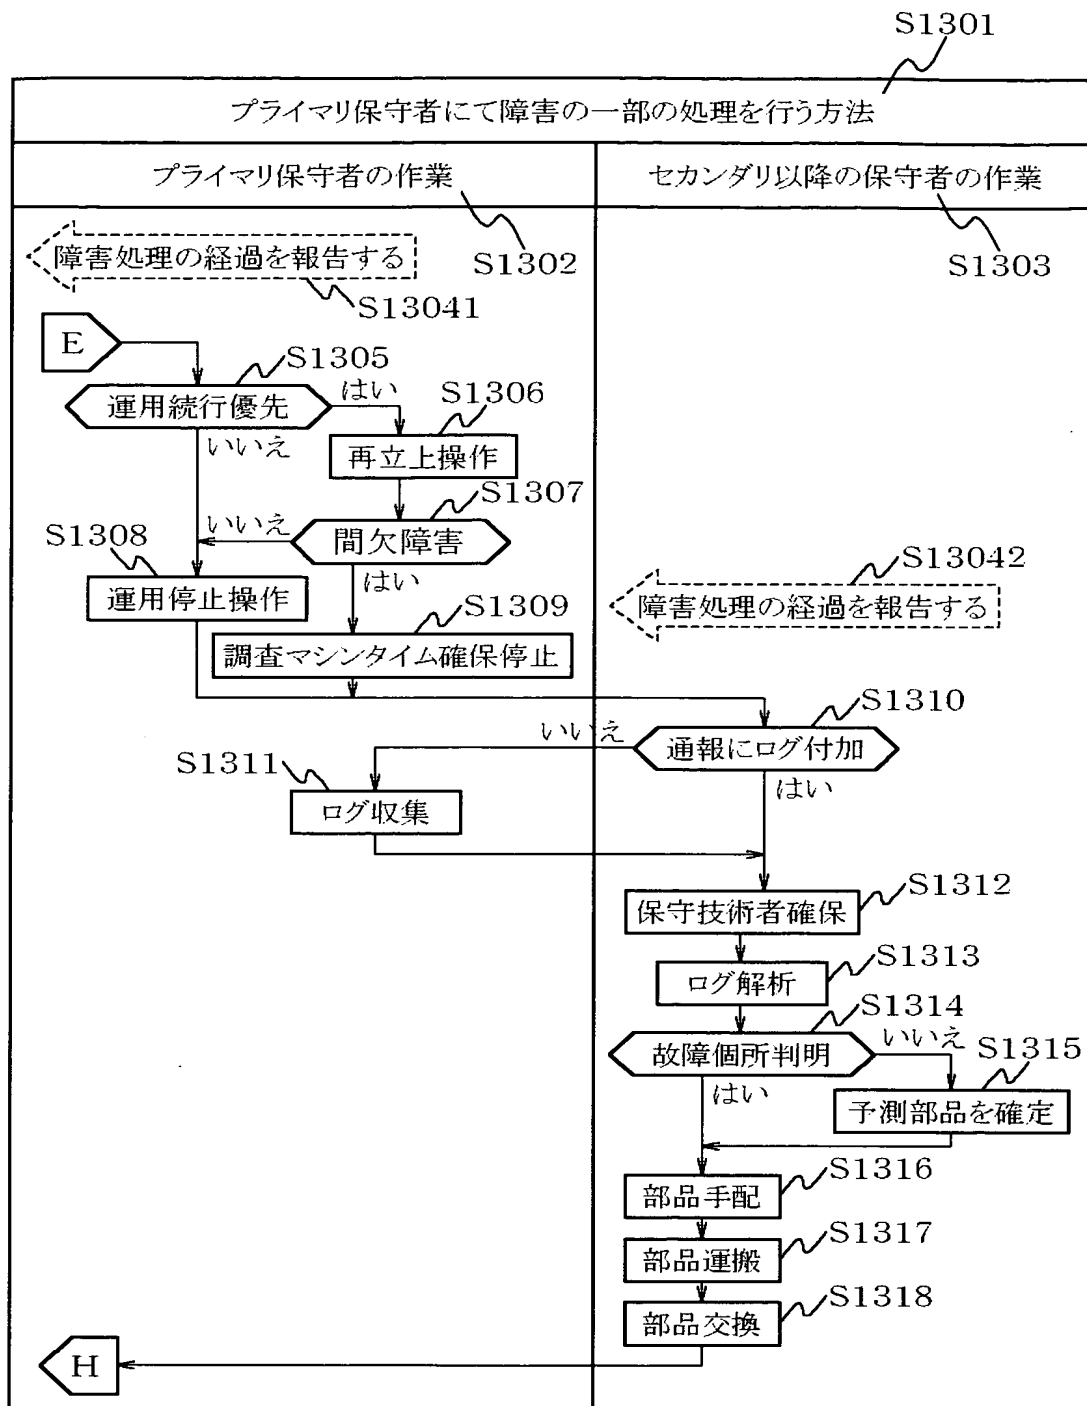 S1301
プライマリ保守者にて障害の一部の処理を行う方法
プライマリ保守者の作業
セカンダリ以降の保守者の作業
S1302
S1303
障害処理の経過を報告する
S13041
E
S1305
運用続行優先
はい
いいえ
S1306
再立上操作
S1307
間欠障害
いいえ
はい
S1308
運用停止操作
S13042
障害処理の経過を報告する
S1309
調査マシンタイム確保停止
S1310
通報にログ付加
いいえ
はい
S1311
ログ収集
S1312
保守技術者確保
S1313
ログ解析
S1314
故障個所判明
いいえ
はい
S1315
予測部品を確定
S1316
部品手配
S1317
部品運搬
S1318
部品交換
H